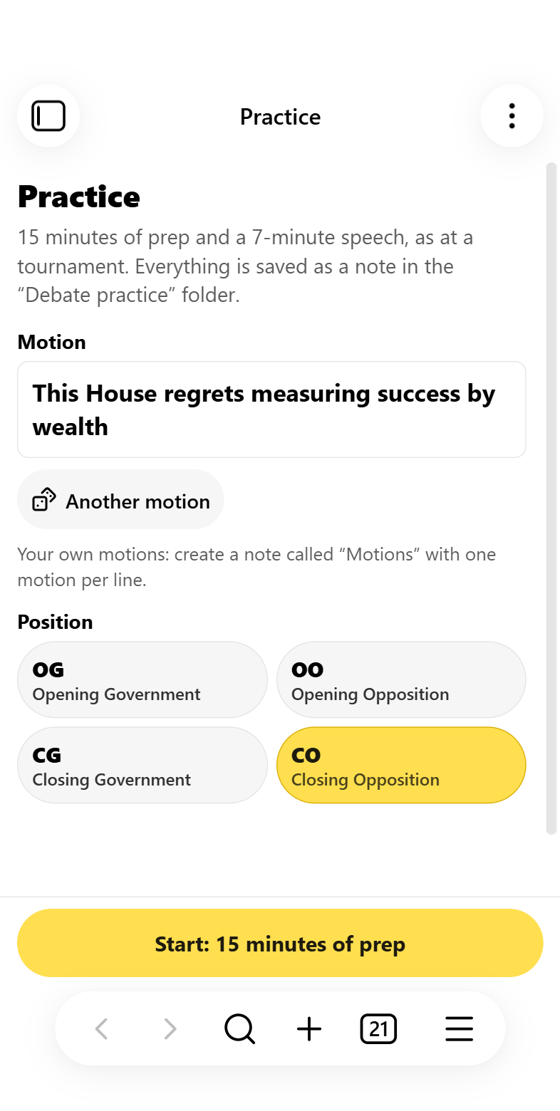 Practice
Practice
15 minutes of prep and a 7-minute speech, as at a
tournament. Everything is saved as a note in the
“Debate practice” folder.
Motion
This House regrets measuring success by
wealth
Another motion
Your own motions: create a note called “Motions” with one
motion per line.
Position
OG
Opening Government
OO
Opening Opposition
CG
Closing Government
CO
Closing Opposition
Start: 15 minutes of prep
21